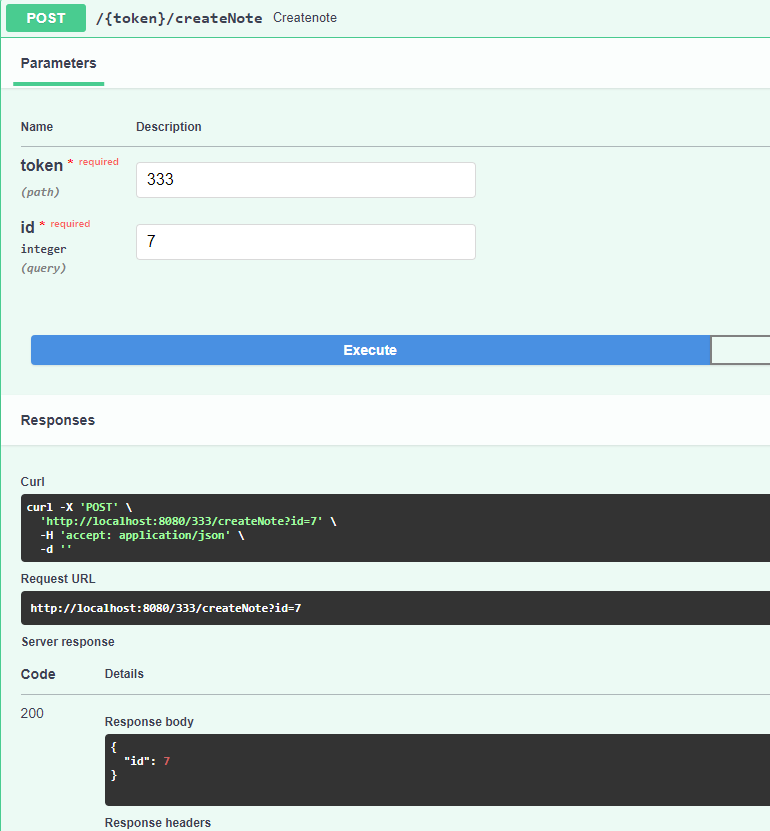 POST /{token}/createNote Createnote
Parameters
Name Description
token * required 333
(path)
id * required 7
integer
(query)
Execute
Responses
Curl
curl -X 'POST' \
'http://localhost:8080/333/createNote?id=7' \
-H 'accept: application/json' \
-d ''
Request URL
http://localhost:8080/333/createNote?id=7
Server response
Code Details
200
Response body
{
"id": 7
}
Response headers